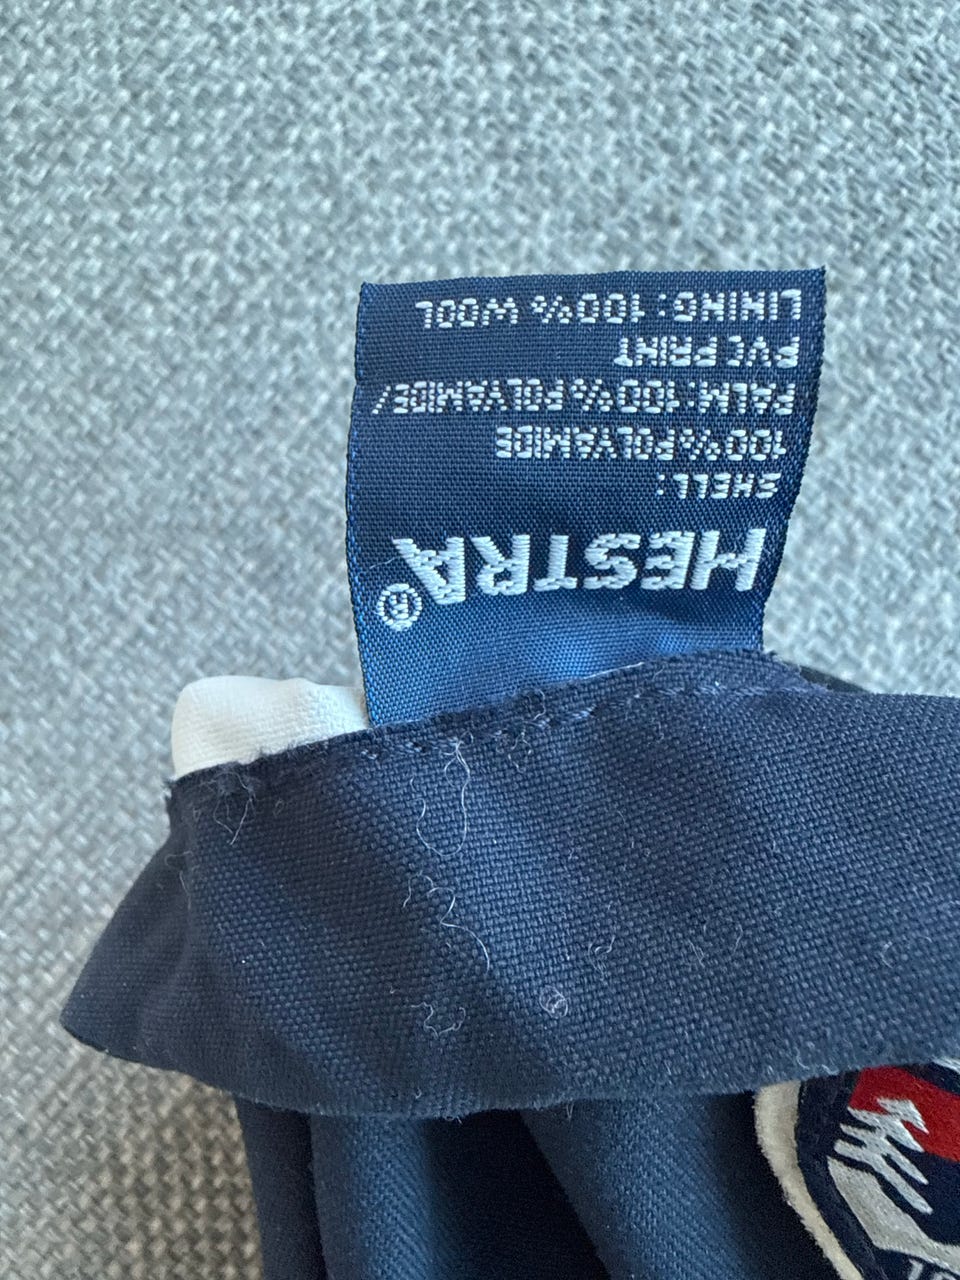 HESTRA®
SHELL:
100% POLYAMIDE
PALM: 100% POLYAMIDE/
PVC PRINT
LINING: 100% WOOL